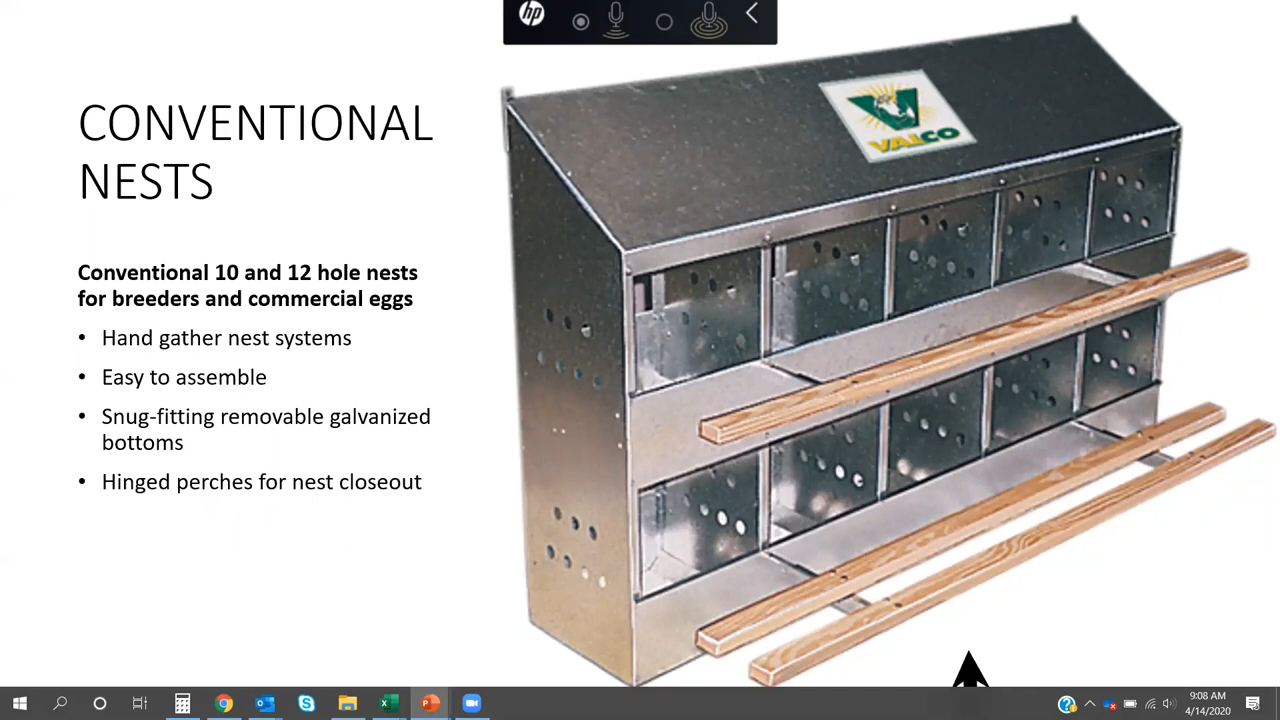 hp
CONVENTIONAL
NESTS
VALCO
Conventional 10 and 12 hole nests
for breeders and commercial eggs
• Hand gather nest systems
• Easy to assemble
• Snug-fitting removable galvanized
bottoms
• Hinged perches for nest closeout
9:08 AM
4/14/2020